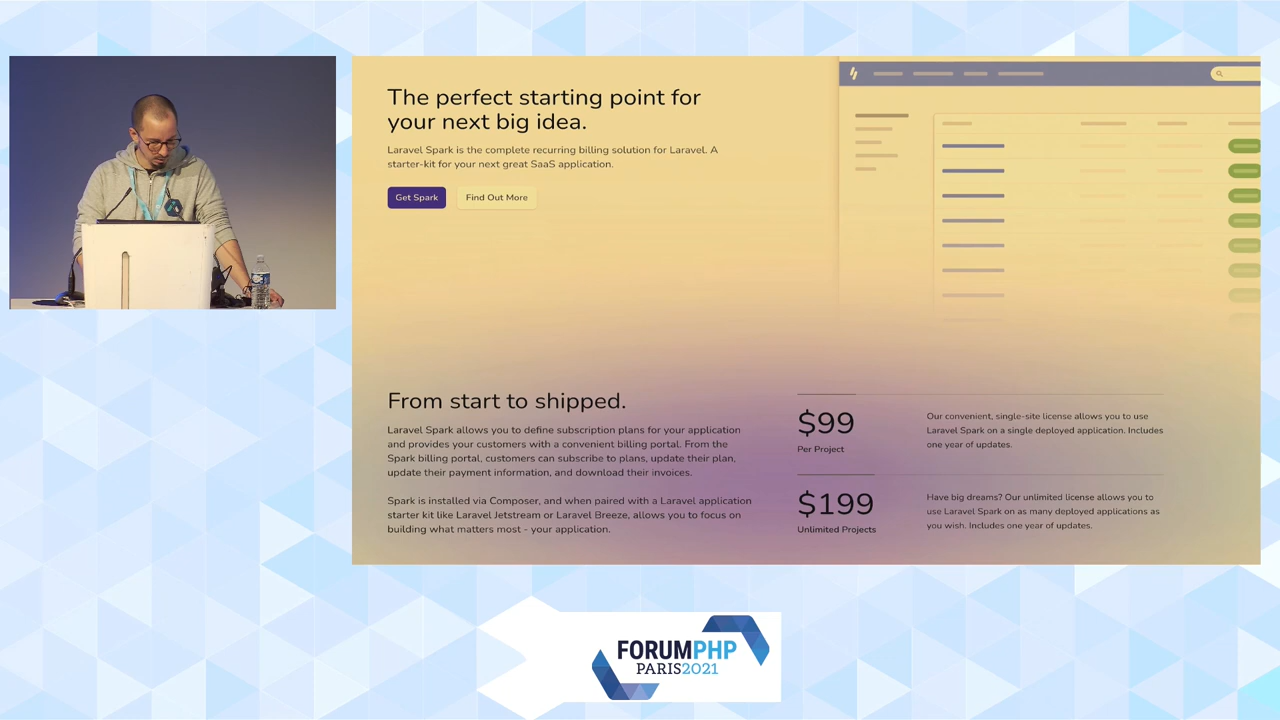 The perfect starting point for
your next big idea.
Laravel Spark is the complete recurring billing solution for Laravel. A
starter-kit for your next great SaaS application.
Get Spark
Find Out More
From start to shipped.
Laravel Spark allows you to define subscription plans for your application
and provides your customers with a convenient billing portal. From the
Spark billing portal, customers can subscribe to plans, update their plan,
update their payment information, and download their invoices.
Spark is installed via Composer, and when paired with a Laravel application
starter kit like Laravel Jetstream or Laravel Breeze, allows you to focus on
building what matters most - your application.
$99
Per Project
Our convenient, single-site license allows you to use
Laravel Spark on a single deployed application. Includes
one year of updates.
$199
Unlimited Projects
Have big dreams? Our unlimited license allows you to
use Laravel Spark on as many deployed applications as
you wish. Includes one year of updates.
FORUMPHP
PARIS2021